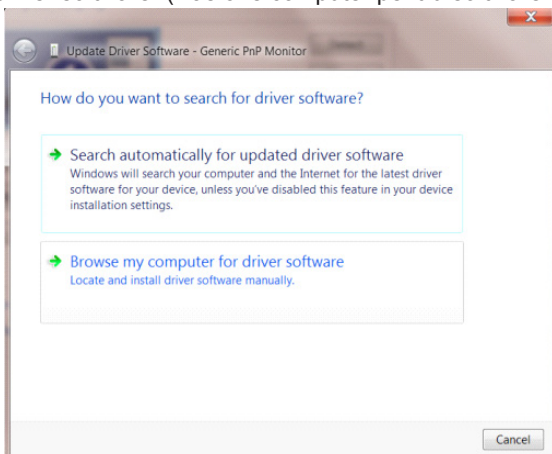 Update Driver Software - Generic PnP Monitor
How do you want to search for driver software?
Search automatically for updated driver software
Windows will search your computer and the Internet for the latest driver
software for your device, unless you've disabled this feature in your device
installation settings.
Browse my computer for driver software
Locate and install driver software manually.
Cancel